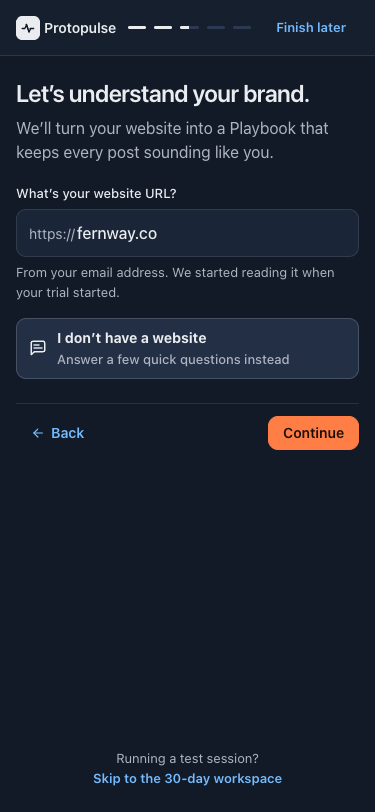 Protopulse
Finish later
Let’s understand your brand.
We’ll turn your website into a Playbook that
keeps every post sounding like you.
What’s your website URL?
https://fernway.co
From your email address. We started reading it when
your trial started.
I don’t have a website
Answer a few quick questions instead
← Back
Continue
Running a test session?
Skip to the 30-day workspace